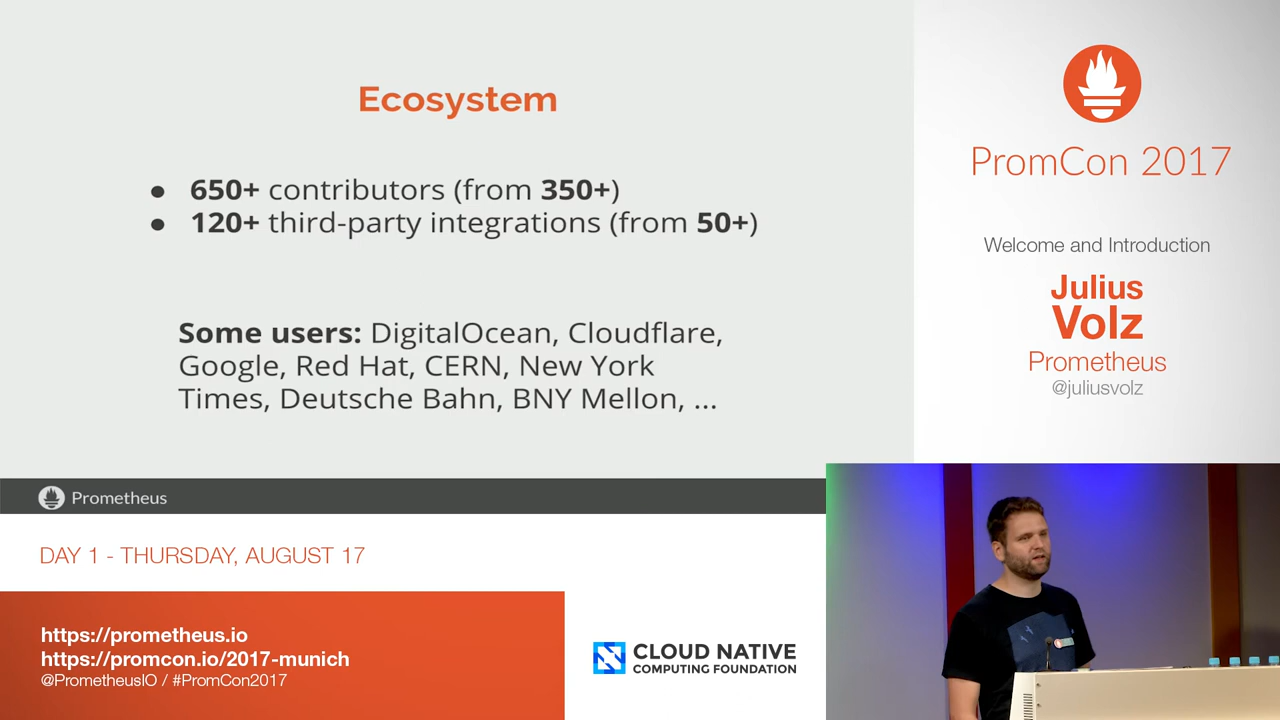 Ecosystem
● 650+ contributors (from 350+)
● 120+ third-party integrations (from 50+)
Some users: DigitalOcean, Cloudflare,
Google, Red Hat, CERN, New York
Times, Deutsche Bahn, BNY Mellon, ...
Prometheus
PromCon 2017
Welcome and Introduction
Julius
Volz
Prometheus
@juliusvolz
DAY 1 - THURSDAY, AUGUST 17
https://prometheus.io
https://promcon.io/2017-munich
@PrometheusIO / #PromCon2017
CLOUD NATIVE
COMPUTING FOUNDATION